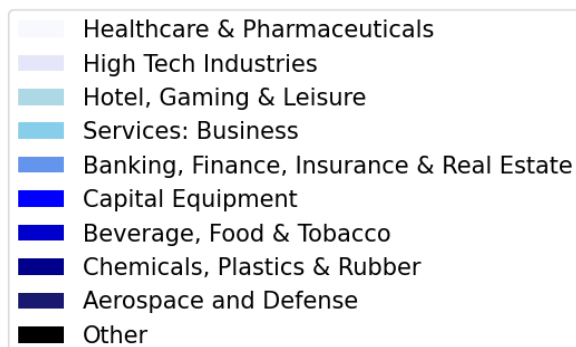 Healthcare & Pharmaceuticals
High Tech Industries
Hotel, Gaming & Leisure
Services: Business
Banking, Finance, Insurance & Real Estate
Capital Equipment
Beverage, Food & Tobacco
Chemicals, Plastics & Rubber
Aerospace and Defense
Other